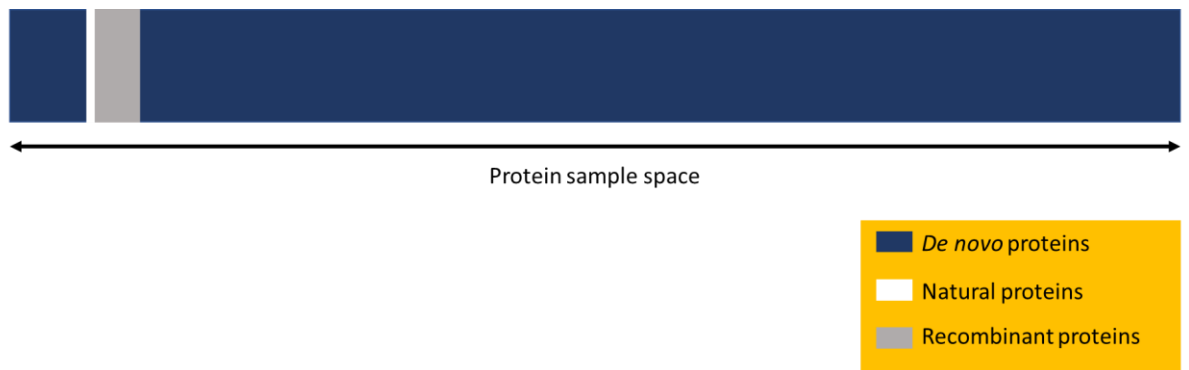 Protein sample space
De novo proteins
Natural proteins
Recombinant proteins